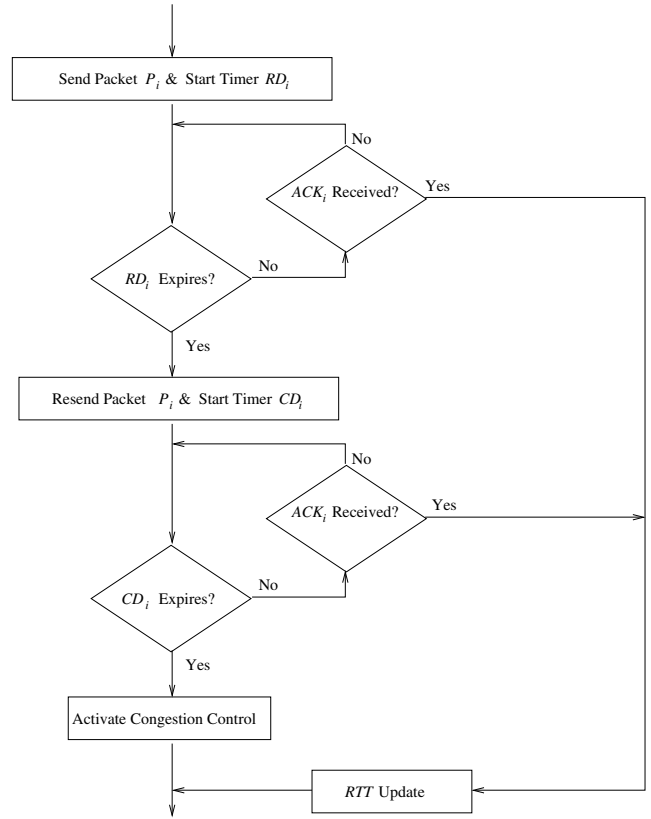 Send Packet P_i & Start Timer RD_i
No
ACK_i Received?
Yes
RD_i Expires?
No
Yes
Resend Packet P_i & Start Timer CD_i
No
ACK_i Received?
Yes
CD_i Expires?
No
Yes
Activate Congestion Control
RTT Update